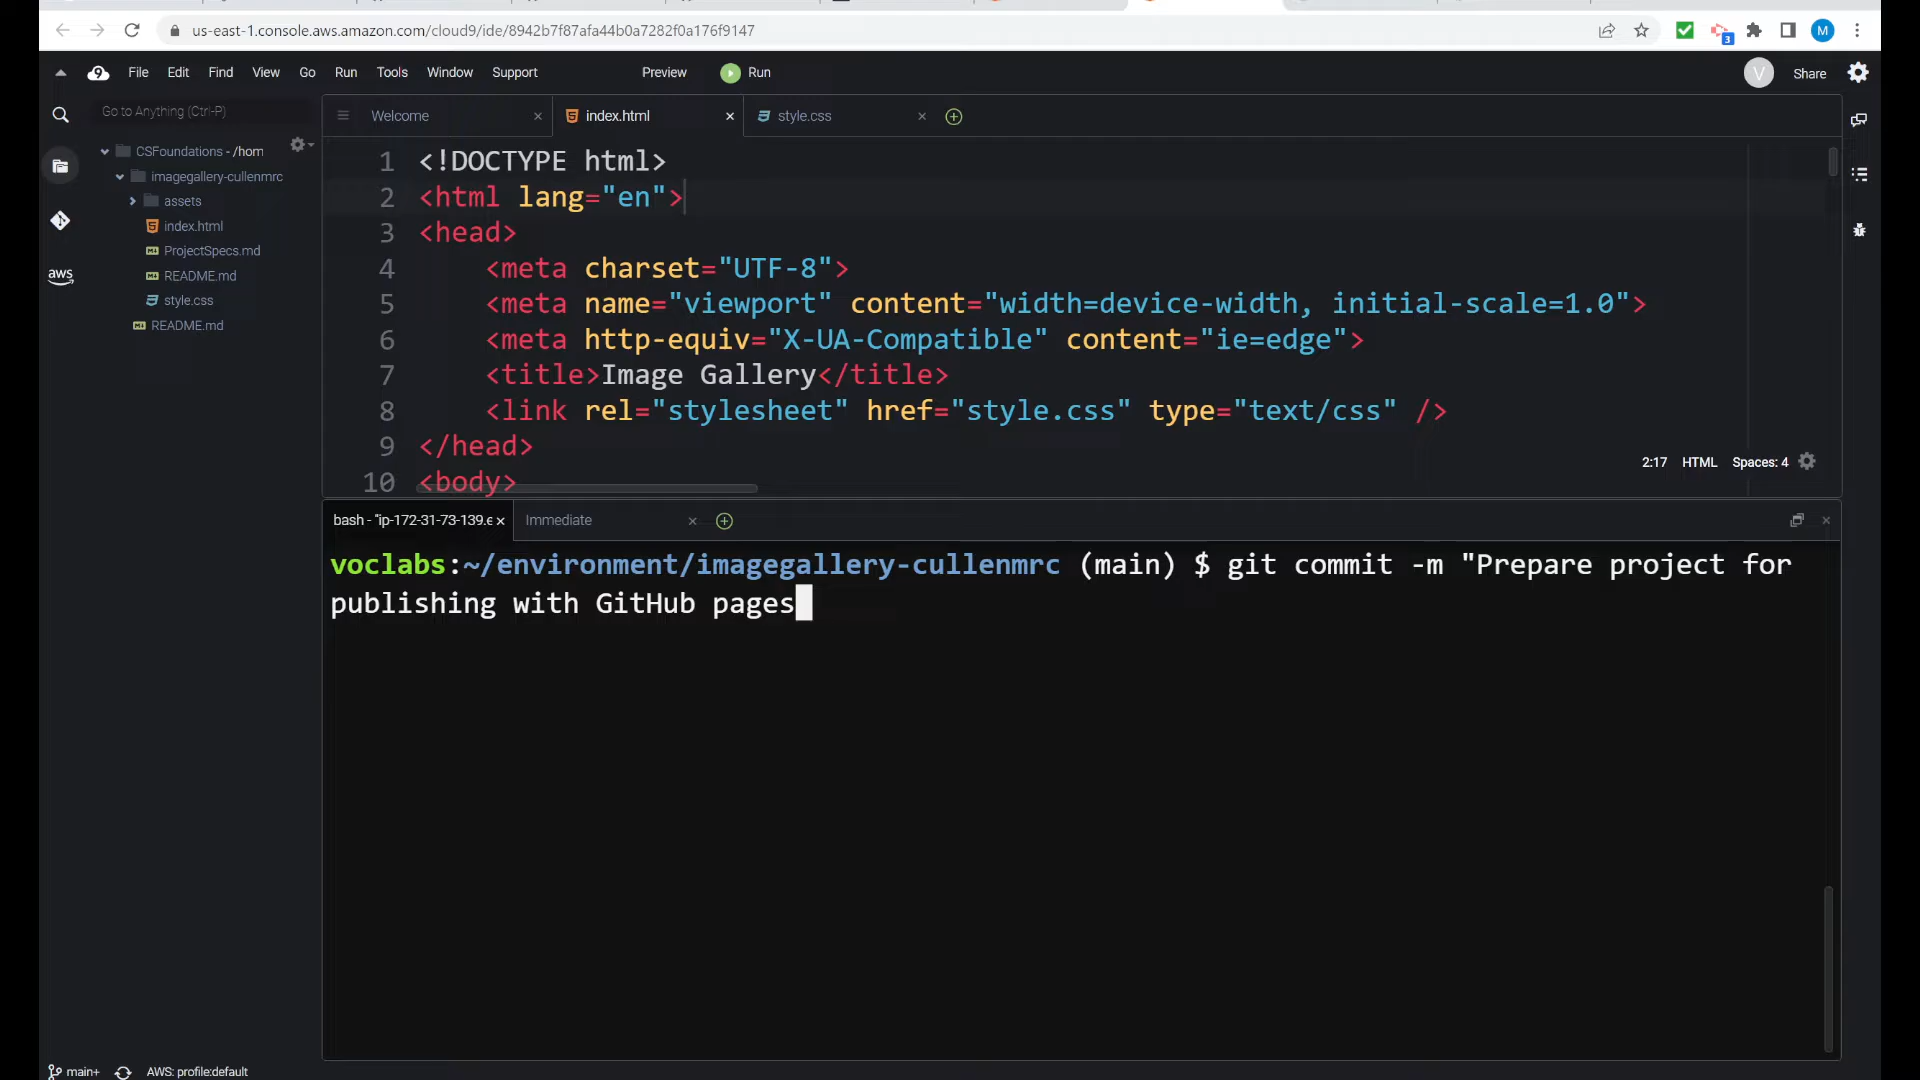 us-east-1.console.aws.amazon.com/cloud9/ide/8942b7f87afa44b0a7282f0a176f9147
3
M
9 File Edit Find View Go Run Tools Window Support Preview Run
V Share
Go to Anything (Ctrl-P)
Welcome
index.html
style.css
CSFoundations - /hom
imagegallery-cullenmrc
assets
index.html
ProjectSpecs.md
README.md
style.css
README.md
aws
1 <!DOCTYPE html>
2 <html lang="en">
3 <head>
4 <meta charset="UTF-8">
5 <meta name="viewport" content="width=device-width, initial-scale=1.0">
6 <meta http-equiv="X-UA-Compatible" content="ie=edge">
7 <title>Image Gallery</title>
8 <link rel="stylesheet" href="style.css" type="text/css" />
9 </head>
10 <body>
2:17 HTML Spaces: 4
bash - "ip-172-31-73-139.e
Immediate
voclabs:~/environment/imagegallery-cullenmrc (main) $ git commit -m "Prepare project for
publishing with GitHub pages
main+ AWS: profile:default